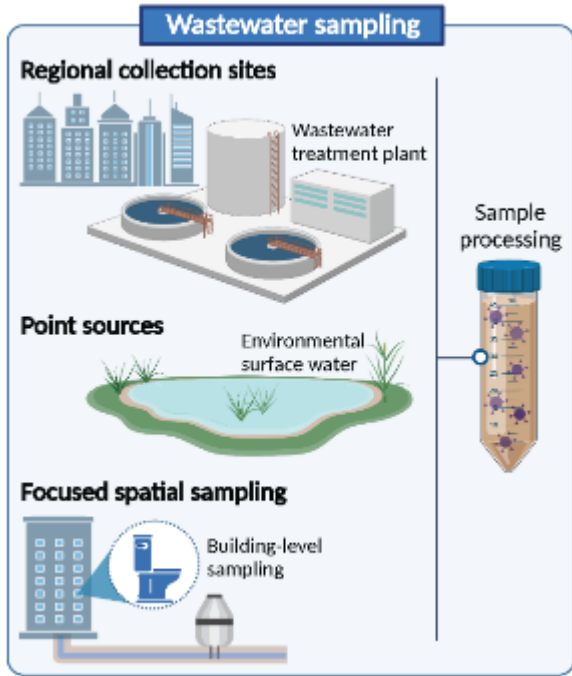 Wastewater sampling
Regional collection sites
Wastewater
treatment plant
Sample
processing
Point sources
Environmental
surface water
Focused spatial sampling
Building-level
sampling